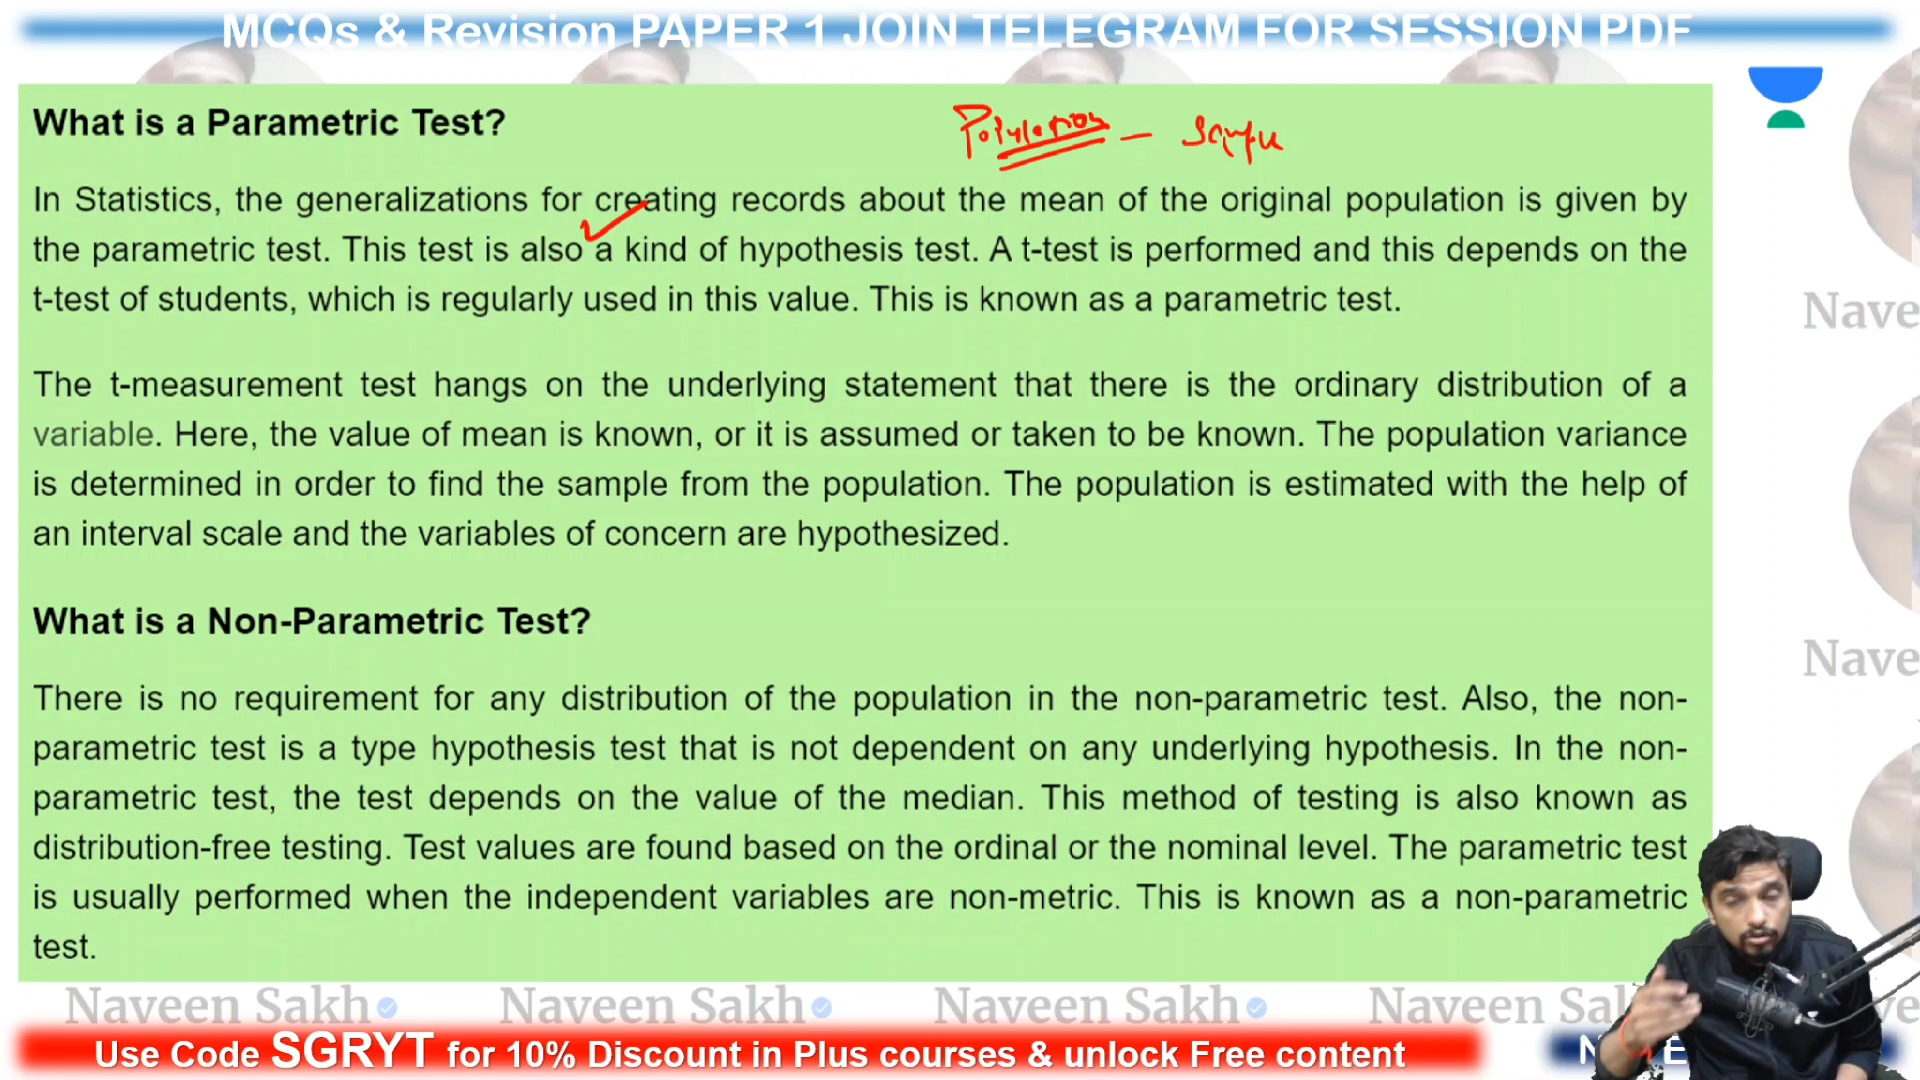 MCQs & Revision PAPER 1 JOIN TELEGRAM FOR SESSION PDF
What is a Parametric Test?
Population - Sample
In Statistics, the generalizations for creating records about the mean of the original population is given by
the parametric test. This test is also a kind of hypothesis test. A t-test is performed and this depends on the
t-test of students, which is regularly used in this value. This is known as a parametric test.
The t-measurement test hangs on the underlying statement that there is the ordinary distribution of a
variable. Here, the value of mean is known, or it is assumed or taken to be known. The population variance
is determined in order to find the sample from the population. The population is estimated with the help of
an interval scale and the variables of concern are hypothesized.
What is a Non-Parametric Test?
There is no requirement for any distribution of the population in the non-parametric test. Also, the non-
parametric test is a type hypothesis test that is not dependent on any underlying hypothesis. In the non-
parametric test, the test depends on the value of the median. This method of testing is also known as
distribution-free testing. Test values are found based on the ordinal or the nominal level. The parametric test
is usually performed when the independent variables are non-metric. This is known as a non-parametric
test.
Nave
Nave
Naveen Sakh Naveen Sakh Naveen Sakh Naveen Sak
Use Code SGRYT for 10% Discount in Plus courses & unlock Free content